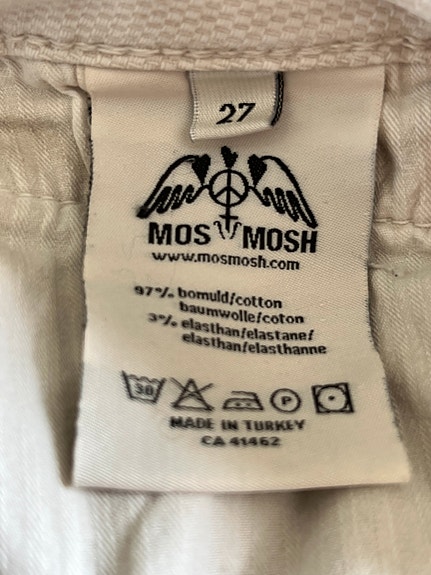 27
MOS MOSH
www.mosmosh.com
97% bomuld/cotton
baumwolle/coton
3% elasthan/elastane/
elasthan/elasthanne
30
P
MADE IN TURKEY
CA 41462